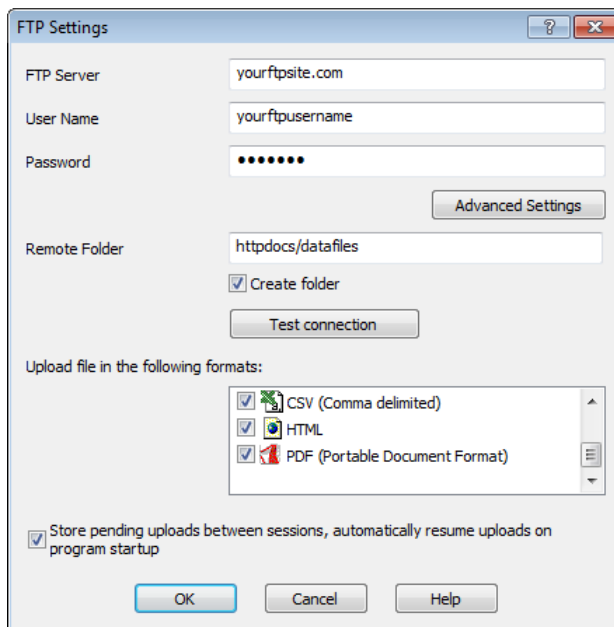 FTP Settings
FTP Server yourftpsite.com
User Name yourftpusername
Password •••••••
Advanced Settings
Remote Folder httpdocs/datafiles
Create folder
Test connection
Upload file in the following formats:
CSV (Comma delimited)
HTML
PDF (Portable Document Format)
Store pending uploads between sessions, automatically resume uploads on
program startup
OK Cancel Help